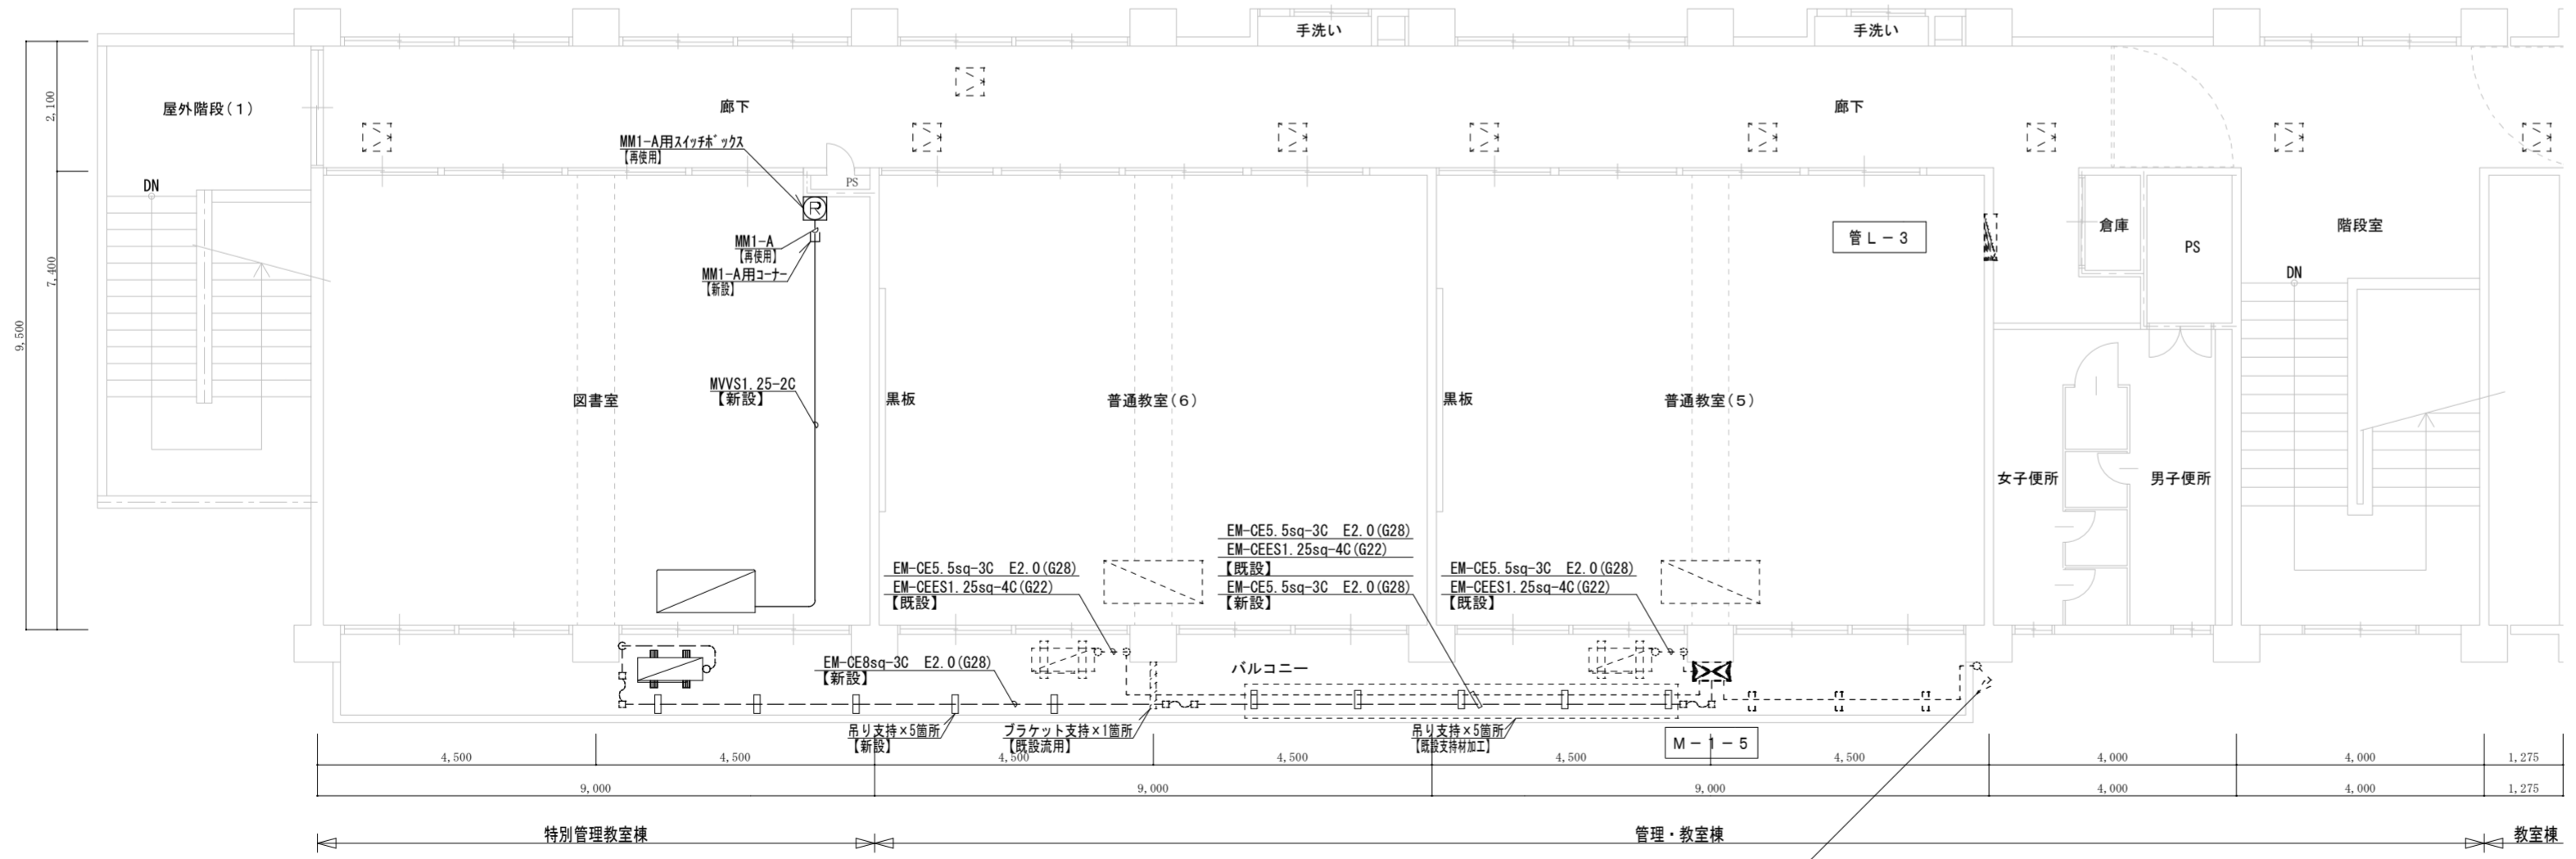 手洗い
手洗い
屋外階段(1)
廊下
廊下
2,100
7,400
9,500
MM1-A用スイッチボックス
【再使用】
PS
R
MM1-A
【再使用】
MM1-A用コーナー
【新設】
DN
管L-3
倉庫
PS
階段室
DN
MVVS1.25-2C
【新設】
図書室
黒板
普通教室(6)
黒板
普通教室(5)
女子便所
男子便所
EM-CE5.5sq-3C E2.0(G28)
EM-CEES1.25sq-4C(G22)
【既設】
EM-CE5.5sq-3C E2.0(G28)
EM-CEES1.25sq-4C(G22)
【既設】
EM-CE5.5sq-3C E2.0(G28)
【新設】
EM-CE5.5sq-3C E2.0(G28)
EM-CEES1.25sq-4C(G22)
【既設】
EM-CE8sq-3C E2.0(G28)
【新設】
バルコニー
吊り支持×5箇所
【新設】
ブラケット支持×1箇所
【既設流用】
吊り支持×5箇所
【既設支持材加工】
M-1-5
4,500
4,500
4,500
4,500
4,500
4,500
4,000
4,000
1,275
9,000
9,000
9,000
4,000
4,000
1,275
特別管理教室棟
管理・教室棟
教室棟